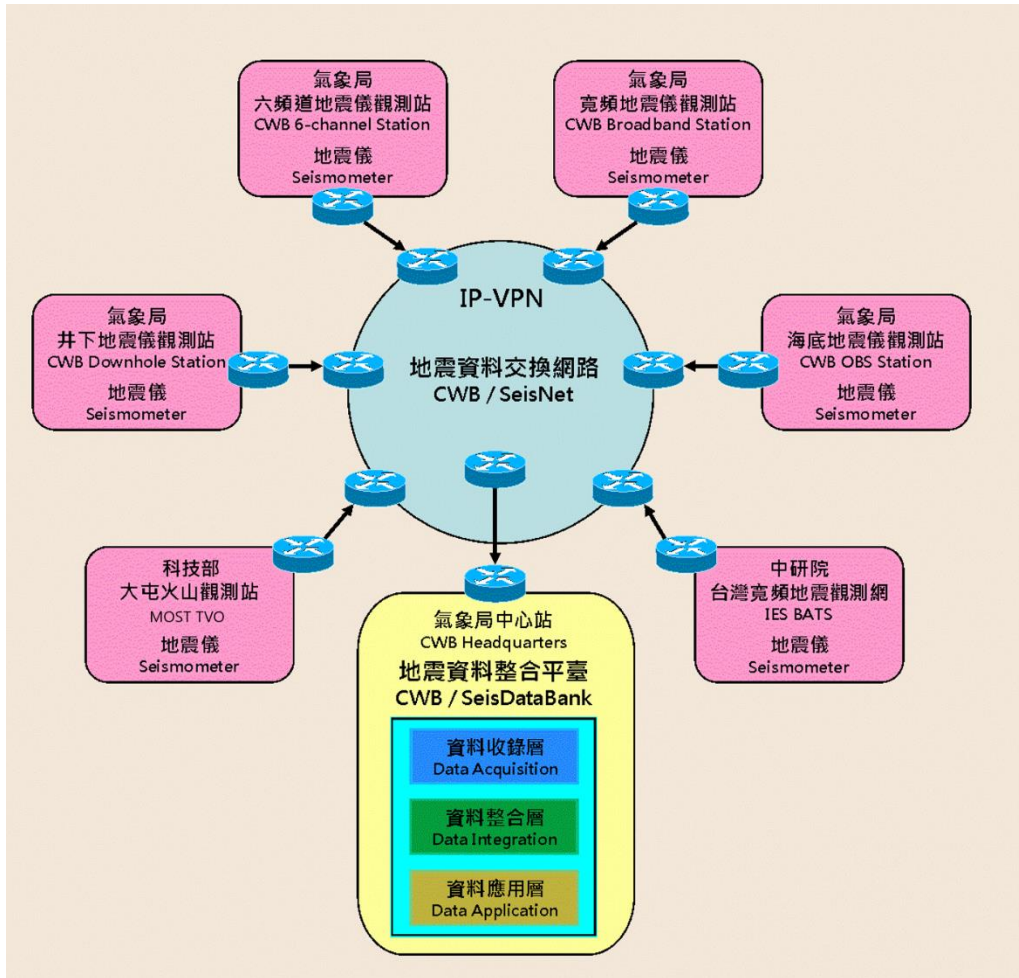 氣象局
六頻道地震儀觀測站
CWB 6-channel Station
地震儀
Seismometer
氣象局
寬頻地震儀觀測站
CWB Broadband Station
地震儀
Seismometer
IP-VPN
地震資料交換網路
CWB / SeisNet
氣象局
井下地震儀觀測站
CWB Downhole Station
地震儀
Seismometer
氣象局
海底地震儀觀測站
CWB OBS Station
地震儀
Seismometer
科技部
大屯火山觀測站
MOST TVO
地震儀
Seismometer
中研院
台灣寬頻地震觀測網
IES BATS
地震儀
Seismometer
氣象局中心站
CWB Headquarters
地震資料整合平臺
CWB / SeisDataBank
資料收錄層
Data Acquisition
資料整合層
Data Integration
資料應用層
Data Application